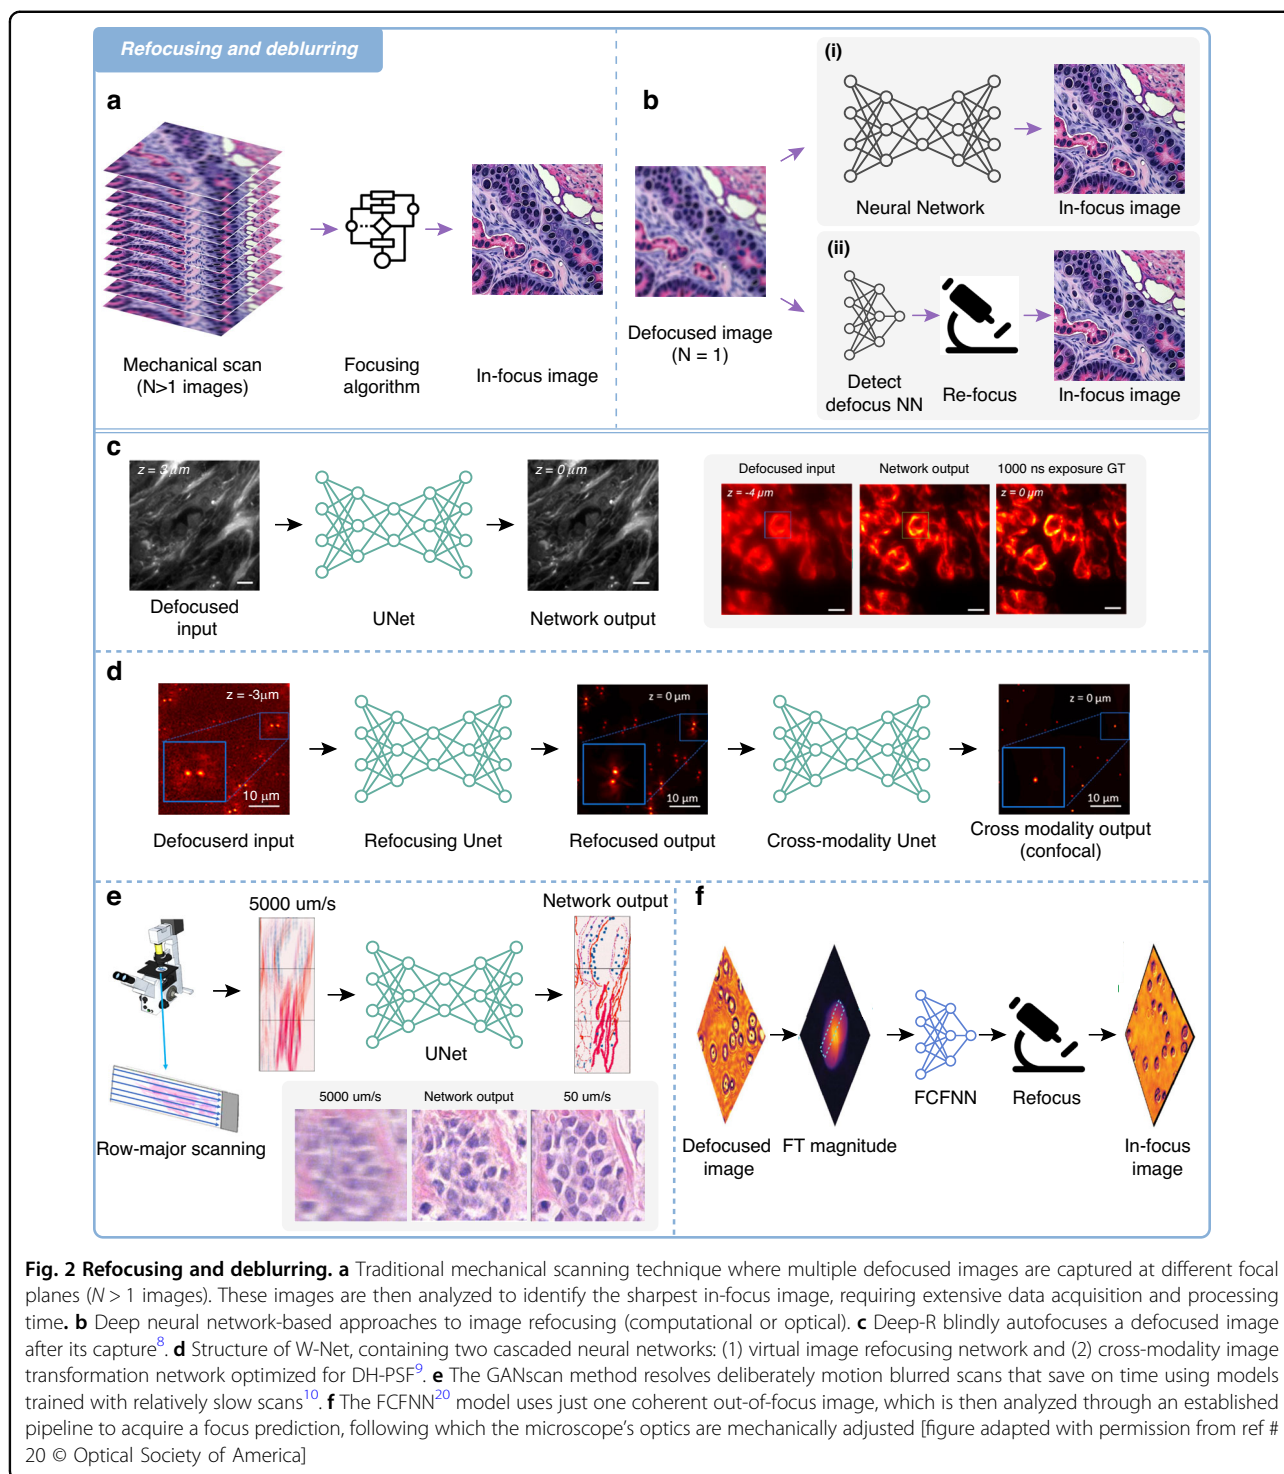 Refocusing and deblurring
a
Mechanical scan
(N>1 images)
Focusing
algorithm
In-focus image
b
Defocused image
(N = 1)
(i)
Neural Network
In-focus image
(ii)
Detect
defocus NN
Re-focus
In-focus image
c
z = 3 μm
Defocused
input
UNet
z = 0 μm
Network output
Defocused input
Network output
1000 ns exposure GT
z = -4 μm
z = 0 μm
d
z = -3μm
10 μm
Defocuserd input
Refocusing Unet
z = 0 μm
10 μm
Refocused output
Cross-modality Unet
z = 0 μm
10 μm
Cross modality output
(confocal)
e
Row-major scanning
5000 um/s
UNet
Network output
5000 um/s
Network output
50 um/s
f
Defocused
image
FT magnitude
FCFNN
Refocus
In-focus
image
Fig. 2 Refocusing and deblurring. a Traditional mechanical scanning technique where multiple defocused images are captured at different focal
planes (N > 1 images). These images are then analyzed to identify the sharpest in-focus image, requiring extensive data acquisition and processing
time. b Deep neural network-based approaches to image refocusing (computational or optical). c Deep-R blindly autofocuses a defocused image
after its capture8. d Structure of W-Net, containing two cascaded neural networks: (1) virtual image refocusing network and (2) cross-modality image
transformation network optimized for DH-PSF9. e The GANscan method resolves deliberately motion blurred scans that save on time using models
trained with relatively slow scans10. f The FCFNN20 model uses just one coherent out-of-focus image, which is then analyzed through an established
pipeline to acquire a focus prediction, following which the microscope's optics are mechanically adjusted [figure adapted with permission from ref #
20 © Optical Society of America]